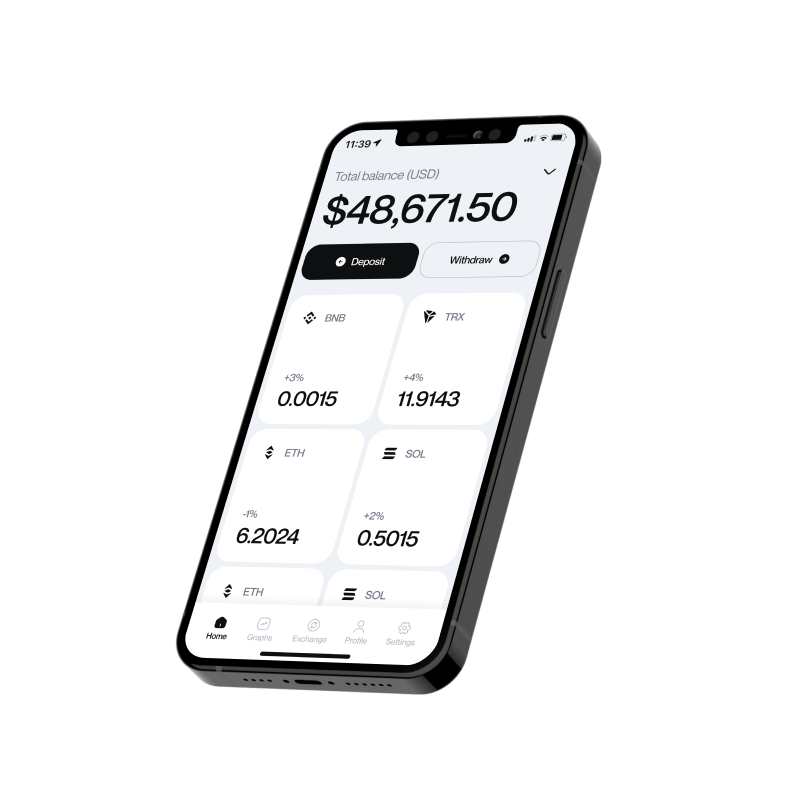 11:39
Total balance (USD)
$48,671.50
Deposit
Withdraw
BNB
TRX
+3%
+4%
0.0015
11.9143
ETH
SOL
-1%
+2%
6.2024
0.5015
ETH
SOL
Home
Graphs
Exchange
Profile
Settings